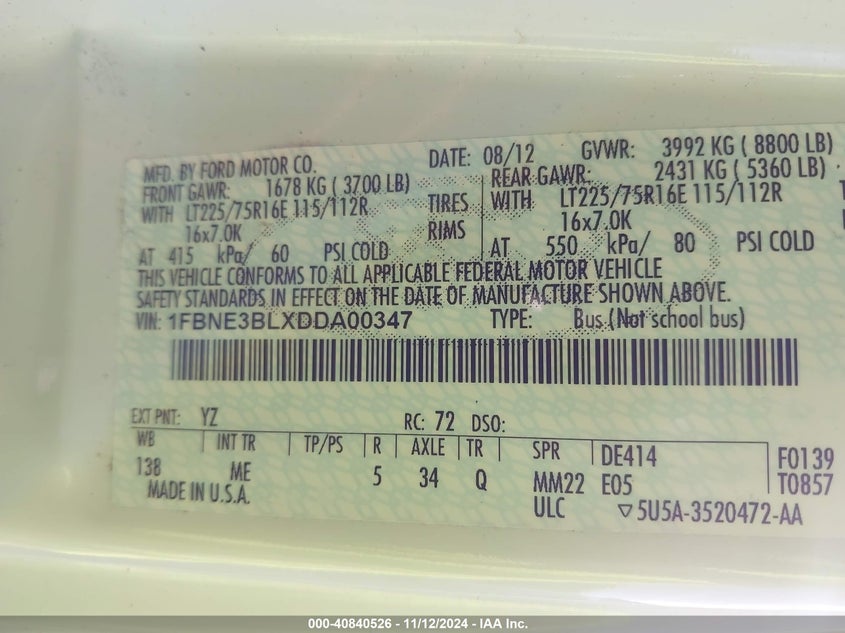 MFD. BY FORD MOTOR CO. DATE: 08/12 GVWR: 3992 KG ( 8800 LB)
FRONT GAWR: 1678 KG ( 3700 LB) REAR GAWR: 2431 KG ( 5360 LB)
WITH LT225/75R16E 115/112R TIRES WITH LT225/75R16E 115/112R
16x7.0K RIMS 16x7.0K
AT 415 kPa/ 60 PSI COLD AT 550 kPa/ 80 PSI COLD
THIS VEHICLE CONFORMS TO ALL APPLICABLE FEDERAL MOTOR VEHICLE
SAFETY STANDARDS IN EFFECT ON THE DATE OF MANUFACTURE SHOWN ABOVE.
VIN: 1FBNE3BLXDDA00347 TYPE: Bus (Not school bus)
EXT PNT: YZ RC: 72 DSO:
WB INT TR TP/PS R AXLE TR SPR DE414 F0139
138 ME 5 34 Q MM22 E05 T0857
MADE IN U.S.A. ULC ▽5U5A-3520472-AA
000-40840526 - 11/12/2024 - IAA Inc.